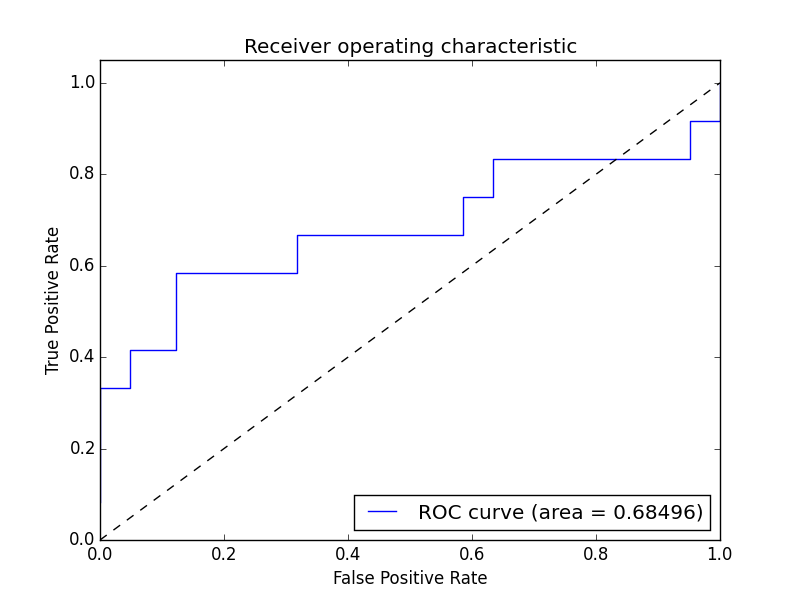 Receiver operating characteristic
1.0
0.8
0.6
0.4
0.2
0.0
True Positive Rate
ROC curve (area = 0.68496)
0.0 0.2 0.4 0.6 0.8 1.0
False Positive Rate